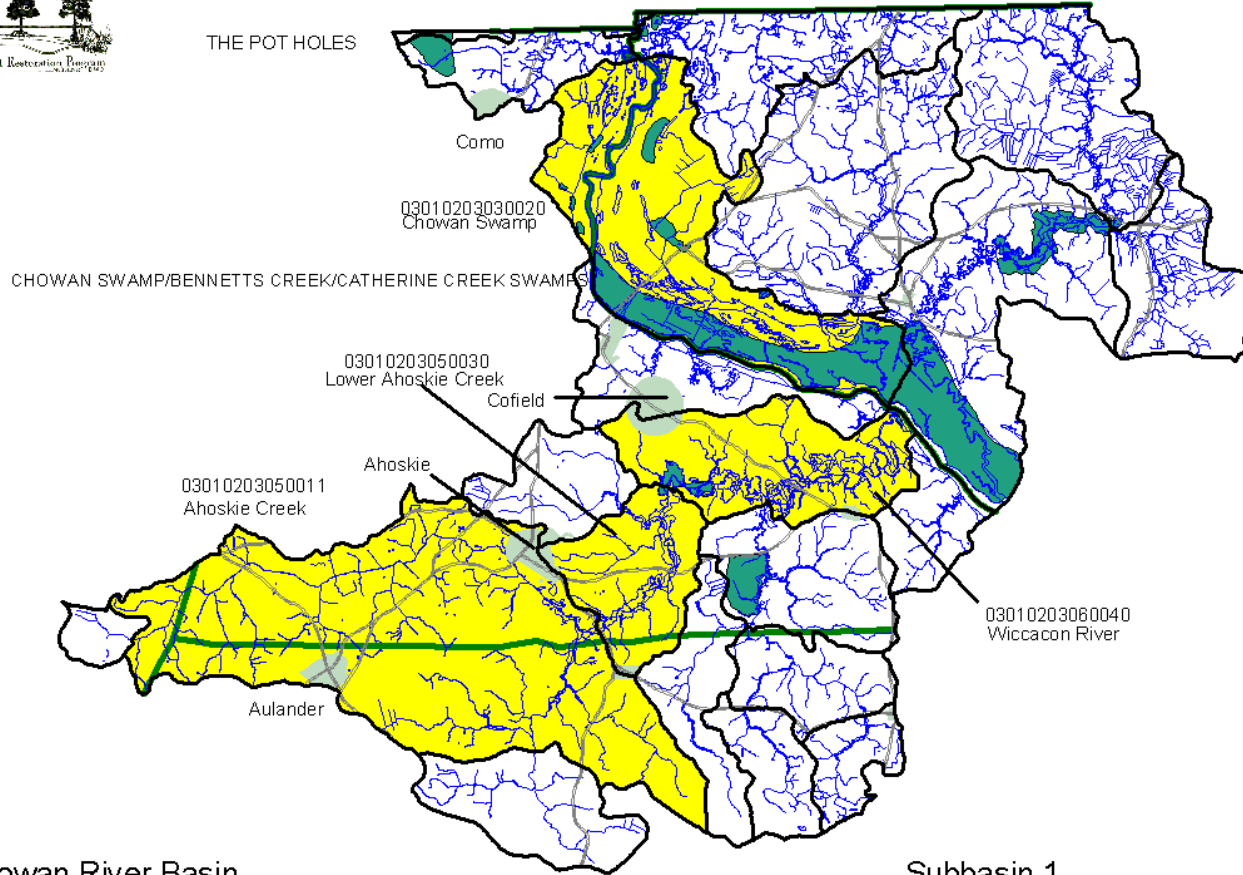 t Restoration Program
THE POT HOLES
Como
03010203030020
Chowan Swamp
CHOWAN SWAMP/BENNETTS CREEK/CATHERINE CREEK SWAMPS
03010203050030
Lower Ahoskie Creek
Cofield
Ahoskie
03010203050011
Ahoskie Creek
03010203060040
Wiccacon River
Aulander
owan River Basin
Subbasin 1